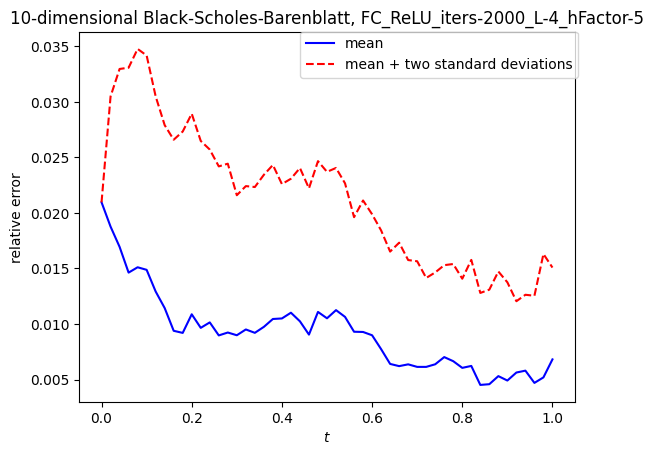 10-dimensional Black-Scholes-Barenblatt, FC_ReLU_iters-2000_L-4_hFactor-5
mean
mean + two standard deviations
relative error
0.035
0.030
0.025
0.020
0.015
0.010
0.005
0.0 0.2 0.4 0.6 0.8 1.0
t